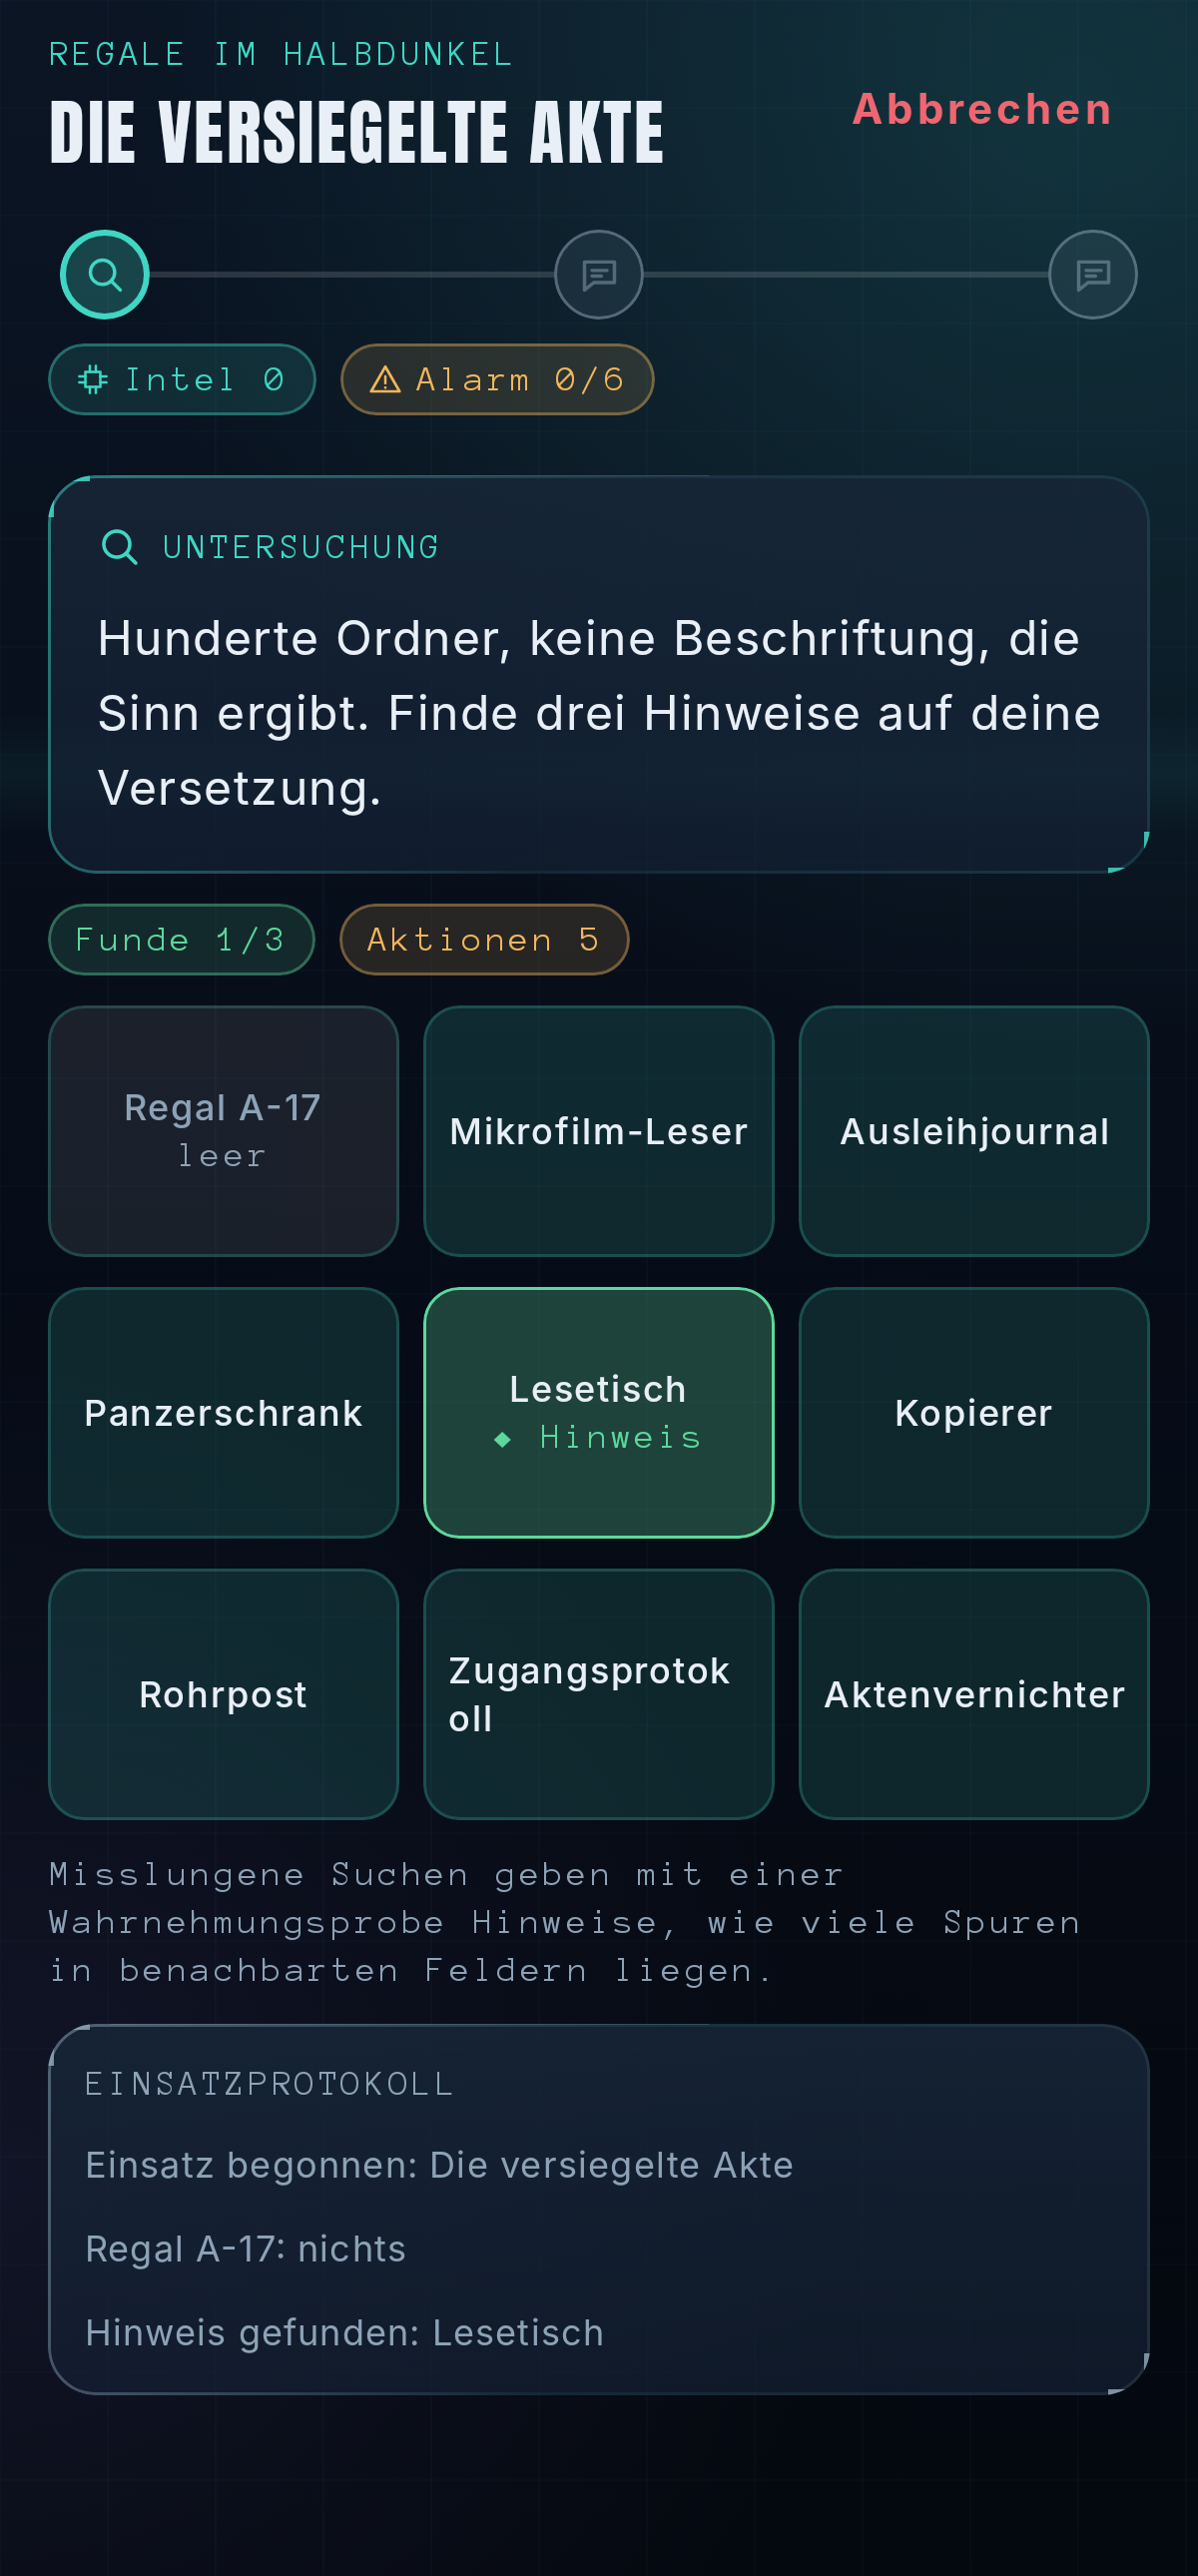 REGALE IM HALBDUNKEL
DIE VERSIEGELTE AKTE
Abbrechen
Intel 0
Alarm 0/6
UNTERSUCHUNG
Hunderte Ordner, keine Beschriftung, die
Sinn ergibt. Finde drei Hinweise auf deine
Versetzung.
Funde 1/3
Aktionen 5
Regal A-17
leer
Mikrofilm-Leser
Ausleihjournal
Panzerschrank
Lesetisch
◆ Hinweis
Kopierer
Rohrpost
Zugangsprotok
oll
Aktenvernichter
Misslungene Suchen geben mit einer
Wahrnehmungsprobe Hinweise, wie viele Spuren
in benachbarten Feldern liegen.
EINSATZPROTOKOLL
Einsatz begonnen: Die versiegelte Akte
Regal A-17: nichts
Hinweis gefunden: Lesetisch